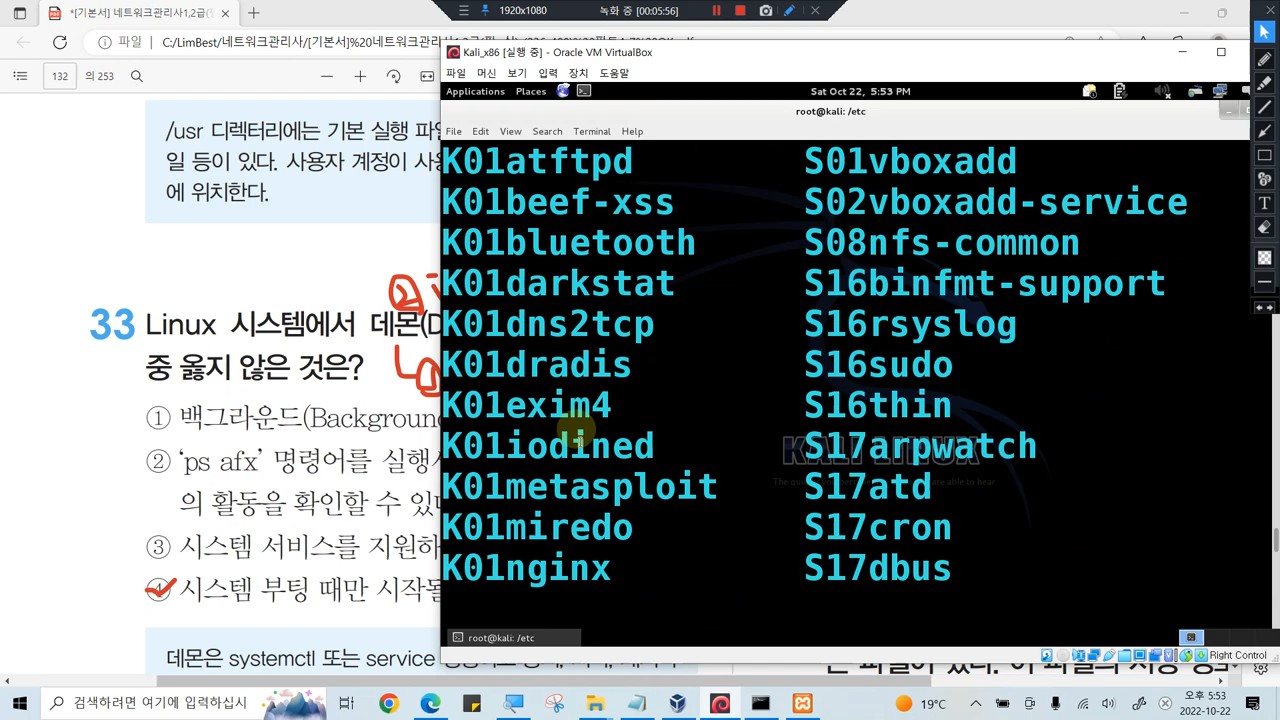 *[기본서] 네트워크관리사1,2급(
1920x1080 녹화 중 (00:05:56)
파일 C:/LimBest/네트워크관리사/[기본서]%20네트워크관
132 의 253
Kali_x86 [실행 중] - Oracle VM VirtualBox
파일 머신 보기 입력 장치 도움말
Applications Places Sat Oct 22, 5:53 PM
root@kali: /etc
File Edit View Search Terminal Help
K01atftpd S01vboxadd
K01beef-xss S02vboxadd-service
K01bluetooth S08nfs-common
K01darkstat S16binfmt-support
K01dns2tcp S16rsyslog
K01dradis S16sudo
K01exim4 S16thin
K01iodined S17arpwatch
K01metasploit S17atd
K01miredo S17cron
K01nginx S17dbus
KALI LINUX
root@kali: /etc
Right Control
/usr 디렉터리에는 기본 실행 파일
일 등이 있다. 사용자 계정이 사용
에 위치한다.
33 Linux 시스템에서 데몬(D
중 옳지 않은 것은?
① 백그라운드(Background
② ‘ps afx’ 명령어를 실행시
의 활동을 확인할 수 있다
③ 시스템 서비스를 지원하
④ 시스템 부팅 때만 시작될
데몬은 systemctl 또는 service
검색하려면 여기에 입력하십시
19℃
오후 5:53
2022-10-22